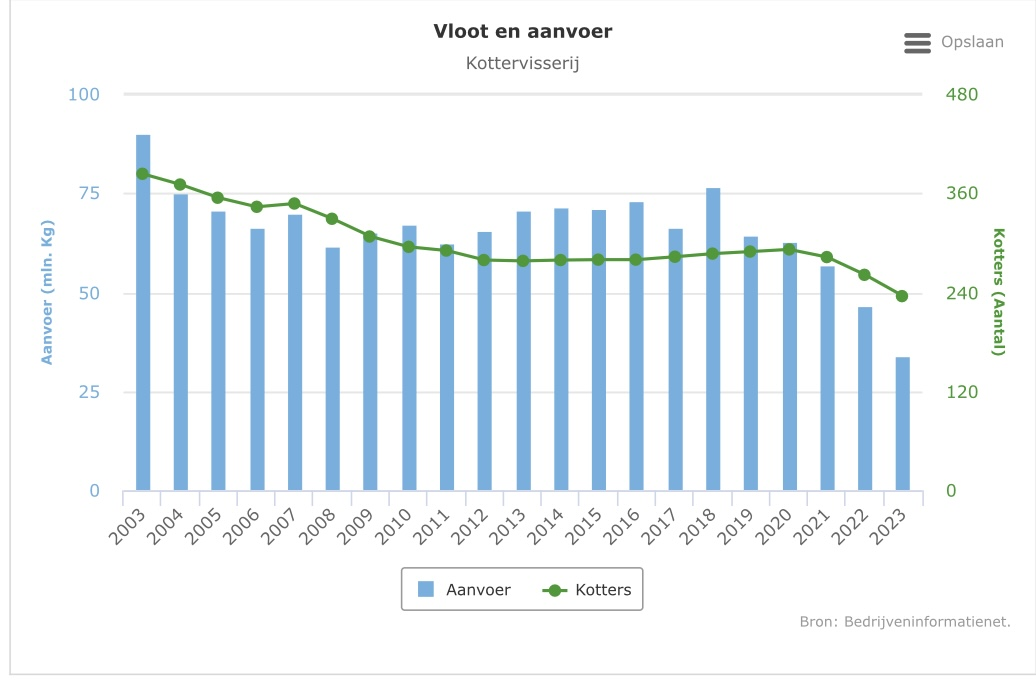 Vloot en aanvoer
Kottervisserij
Opslaan
100
75
50
25
0
Aanvoer (mln. Kg)
480
360
240
120
0
Kotters (Aantal)
2003 2004 2005 2006 2007 2008 2009 2010 2011 2012 2013 2014 2015 2016 2017 2018 2019 2020 2021 2022 2023
Aanvoer Kotters
Bron: Bedrijveninformatienet.